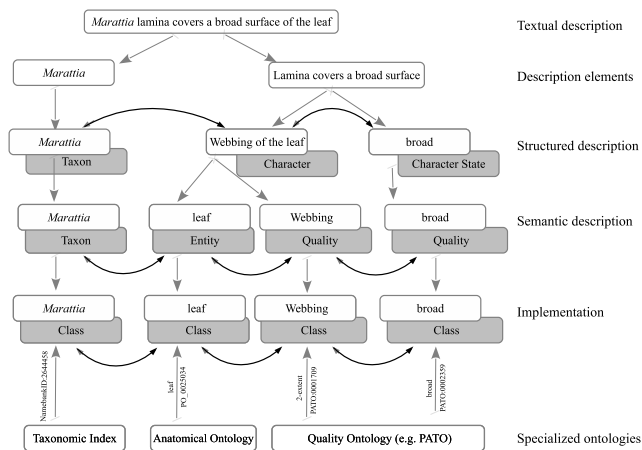 Marattia lamina covers a broad surface of the leaf
Textual description
Marattia
Lamina covers a broad surface
Description elements
Marattia
Webbing of the leaf
broad
Structured description
Taxon
Character
Character State
Marattia
leaf
Webbing
broad
Semantic description
Taxon
Entity
Quality
Quality
Marattia
leaf
Webbing
broad
Implementation
Class
Class
Class
Class
NamebankID:2644458
leaf
PO_0025034
2-extent
PATO:0001709
broad
PATO:0002359
Taxonomic Index
Anatomical Ontology
Quality Ontology (e.g. PATO)
Specialized ontologies